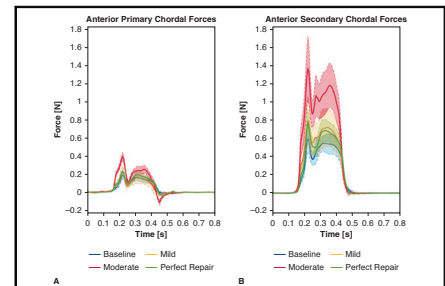 Anterior Primary Chordal Forces
Force [N]
1.8
1.6
1.4
1.2
1
0.8
0.6
0.4
0.2
0
−0.2
0 0.1 0.2 0.3 0.4 0.5 0.6 0.7 0.8
Time [s]
Baseline Mild
Moderate Perfect Repair
A
Anterior Secondary Chordal Forces
Force [N]
1.8
1.6
1.4
1.2
1
0.8
0.6
0.4
0.2
0
−0.2
0 0.1 0.2 0.3 0.4 0.5 0.6 0.7 0.8
Time [s]
Baseline Mild
Moderate Perfect Repair
B